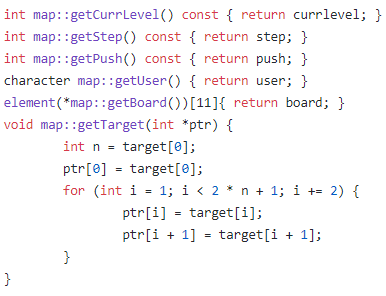 int map::getCurrLevel() const { return currlevel; }
int map::getStep() const { return step; }
int map::getPush() const { return push; }
character map::getUser() { return user; }
element(*map::getBoard())[11]{ return board; }
void map::getTarget(int *ptr) {
        int n = target[0];
        ptr[0] = target[0];
        for (int i = 1; i < 2 * n + 1; i += 2) {
                ptr[i] = target[i];
                ptr[i + 1] = target[i + 1];
        }
}